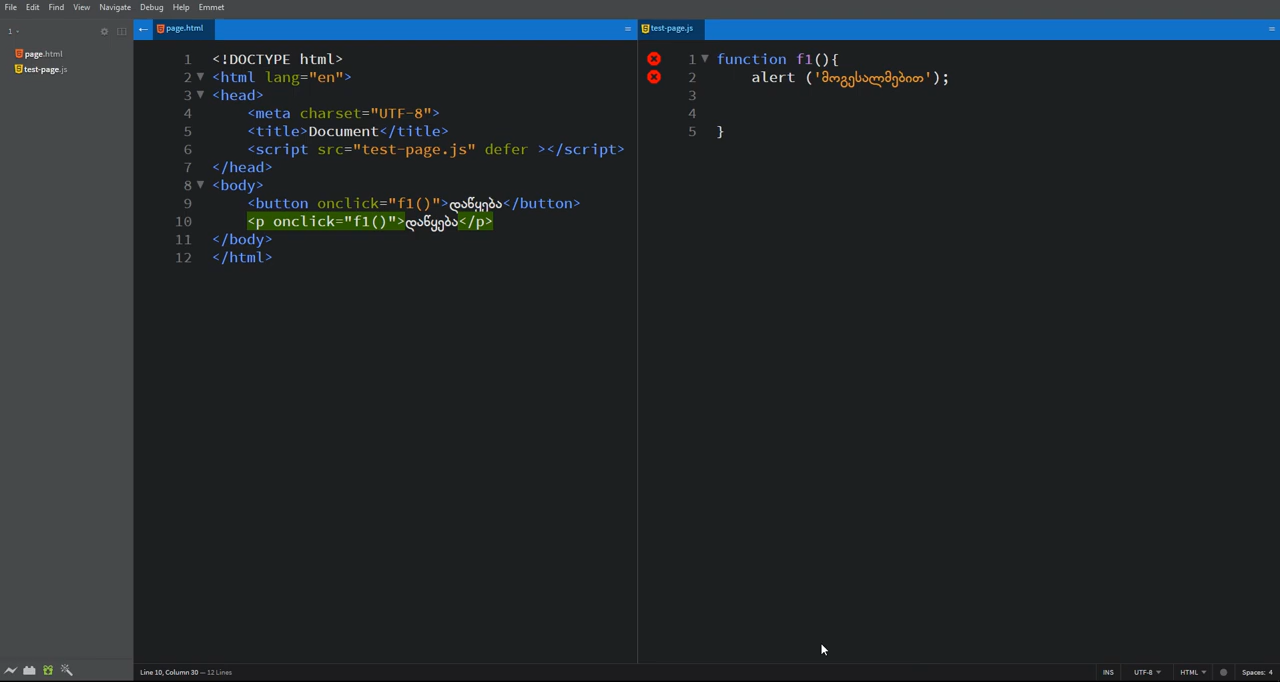 File Edit Find View Navigate Debug Help Emmet
1
page.html
test-page.js
page.html
1 <!DOCTYPE html>
2 <html lang="en">
3 <head>
4 <meta charset="UTF-8">
5 <title>Document</title>
6 <script src="test-page.js" defer ></script>
7 </head>
8 <body>
9 <button onclick="f1()">დაწყება</button>
10 <p onclick="f1()">დაწყება</p>
11 </body>
12 </html>
test-page.js
1 function f1(){
2 alert ('მოგესალმებით');
3
4
5 }
Line 10, Column 30 — 12 Lines
INS UTF-8 HTML Spaces: 4